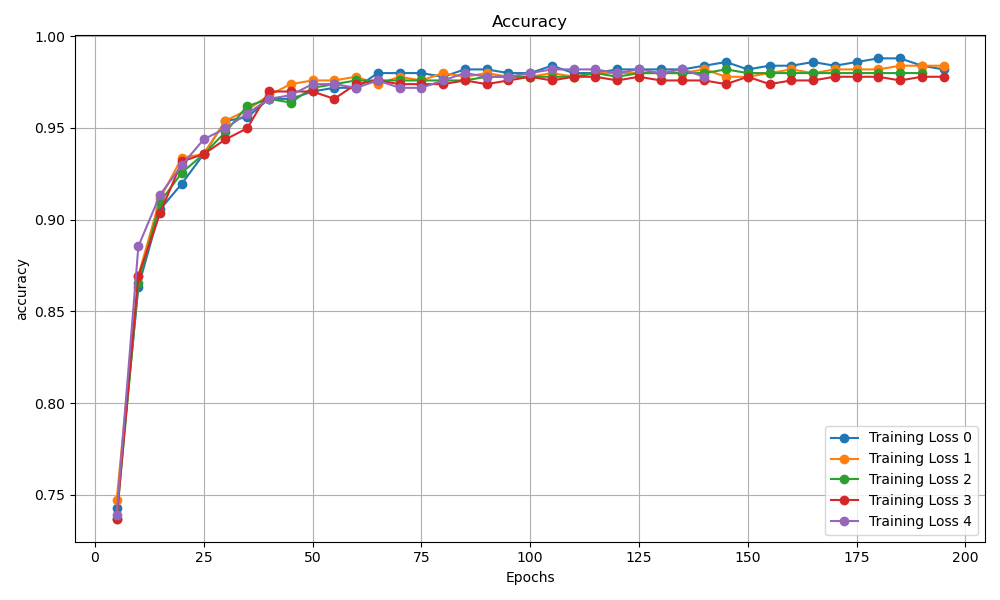 Accuracy
1.00
0.95
0.90
0.85
0.80
0.75
accuracy
0 25 50 75 100 125 150 175 200
Epochs
Training Loss 0
Training Loss 1
Training Loss 2
Training Loss 3
Training Loss 4